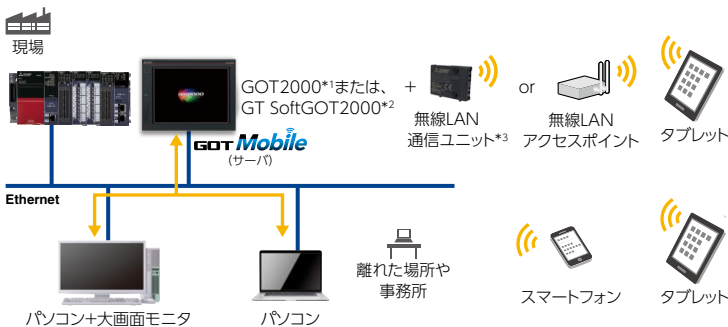 現場
GOT2000*1または、
GT SoftGOT2000*2
+
or
無線LAN
通信ユニット*3
無線LAN
アクセスポイント
タブレット
GOT Mobile
(サーバ)
Ethernet
離れた場所や
事務所
パソコン+大画面モニタ
パソコン
スマートフォン
タブレット